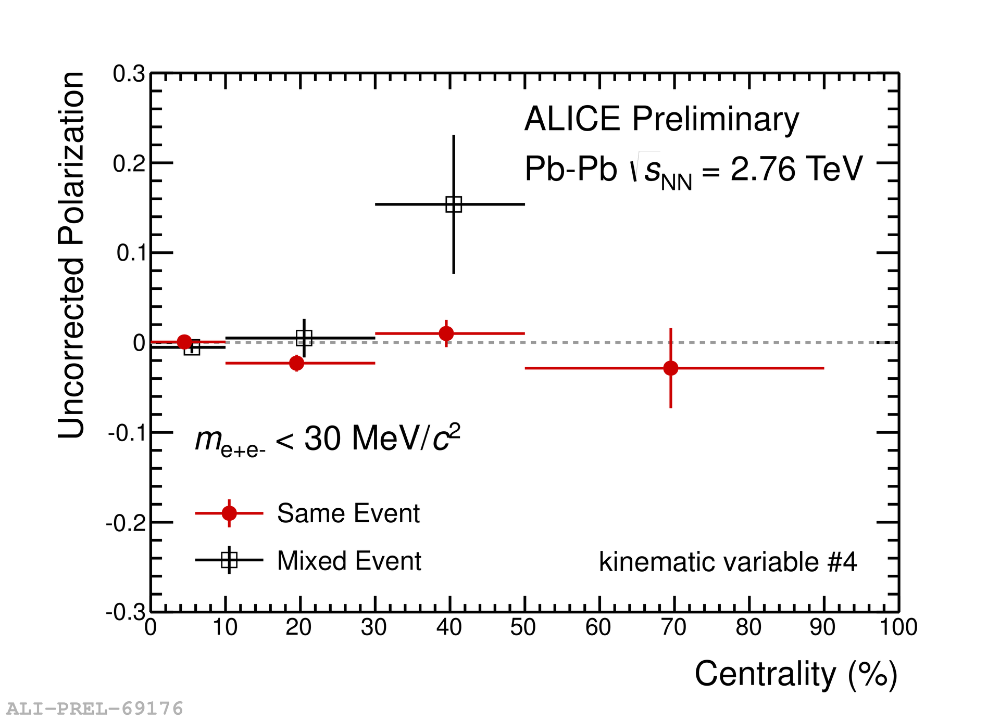 Uncorrected Polarization
0.3
0.2
0.1
0
-0.1
-0.2
-0.3
ALICE Preliminary
Pb-Pb √sNN = 2.76 TeV
me+e- < 30 MeV/c2
Same Event
Mixed Event
kinematic variable #4
0 10 20 30 40 50 60 70 80 90 100
Centrality (%)
ALI-PREL-69176